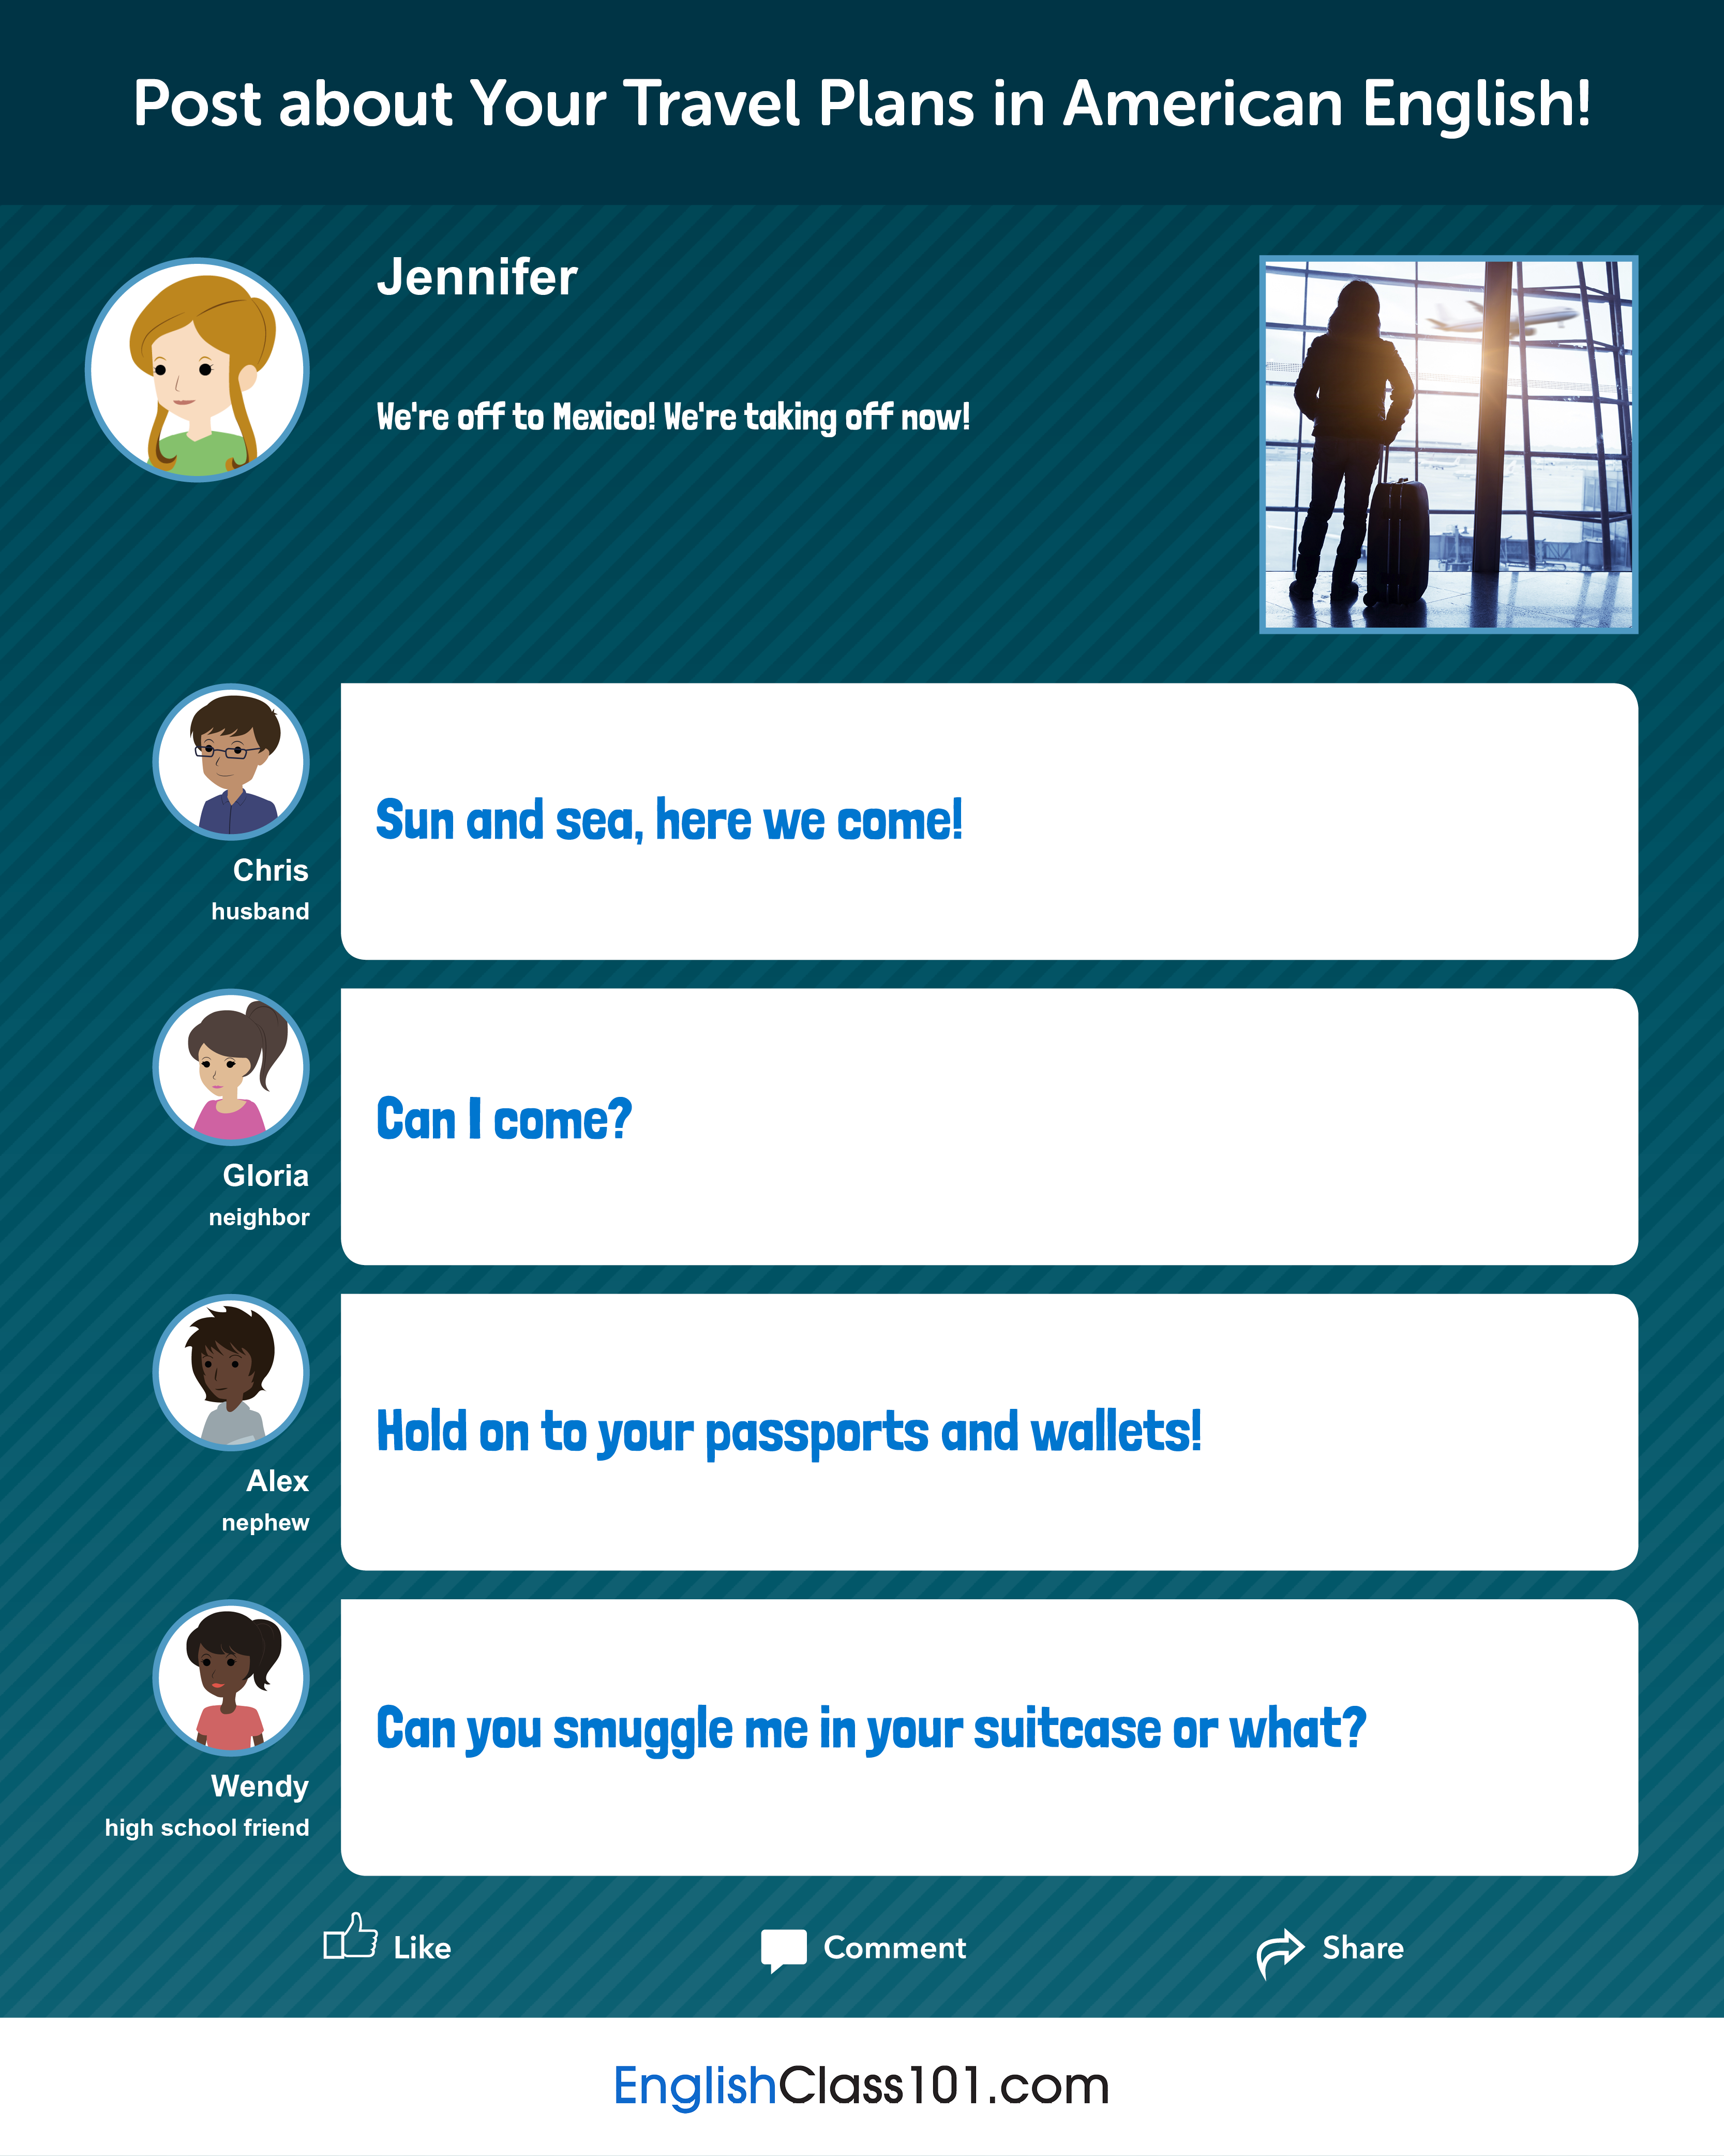 Post about Your Travel Plans in American English!
Jennifer
We're off to Mexico! We're taking off now!
Sun and sea, here we come!
Chris
husband
Can I come?
Gloria
neighbor
Hold on to your passports and wallets!
Alex
nephew
Can you smuggle me in your suitcase or what?
Wendy
high school friend
Like Comment Share
EnglishClass101.com